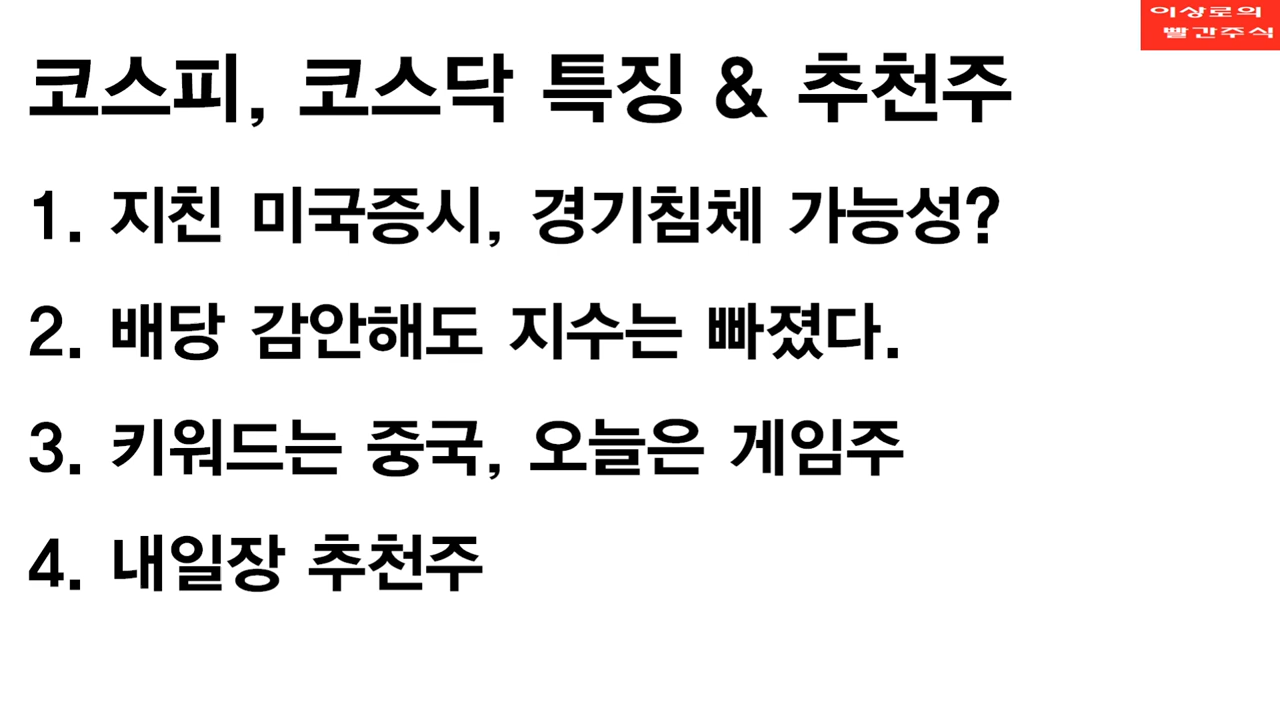 이상로의
빨간주식
코스피, 코스닥 특징 & 추천주
1. 지친 미국증시, 경기침체 가능성?
2. 배당 감안해도 지수는 빠졌다.
3. 키워드는 중국, 오늘은 게임주
4. 내일장 추천주